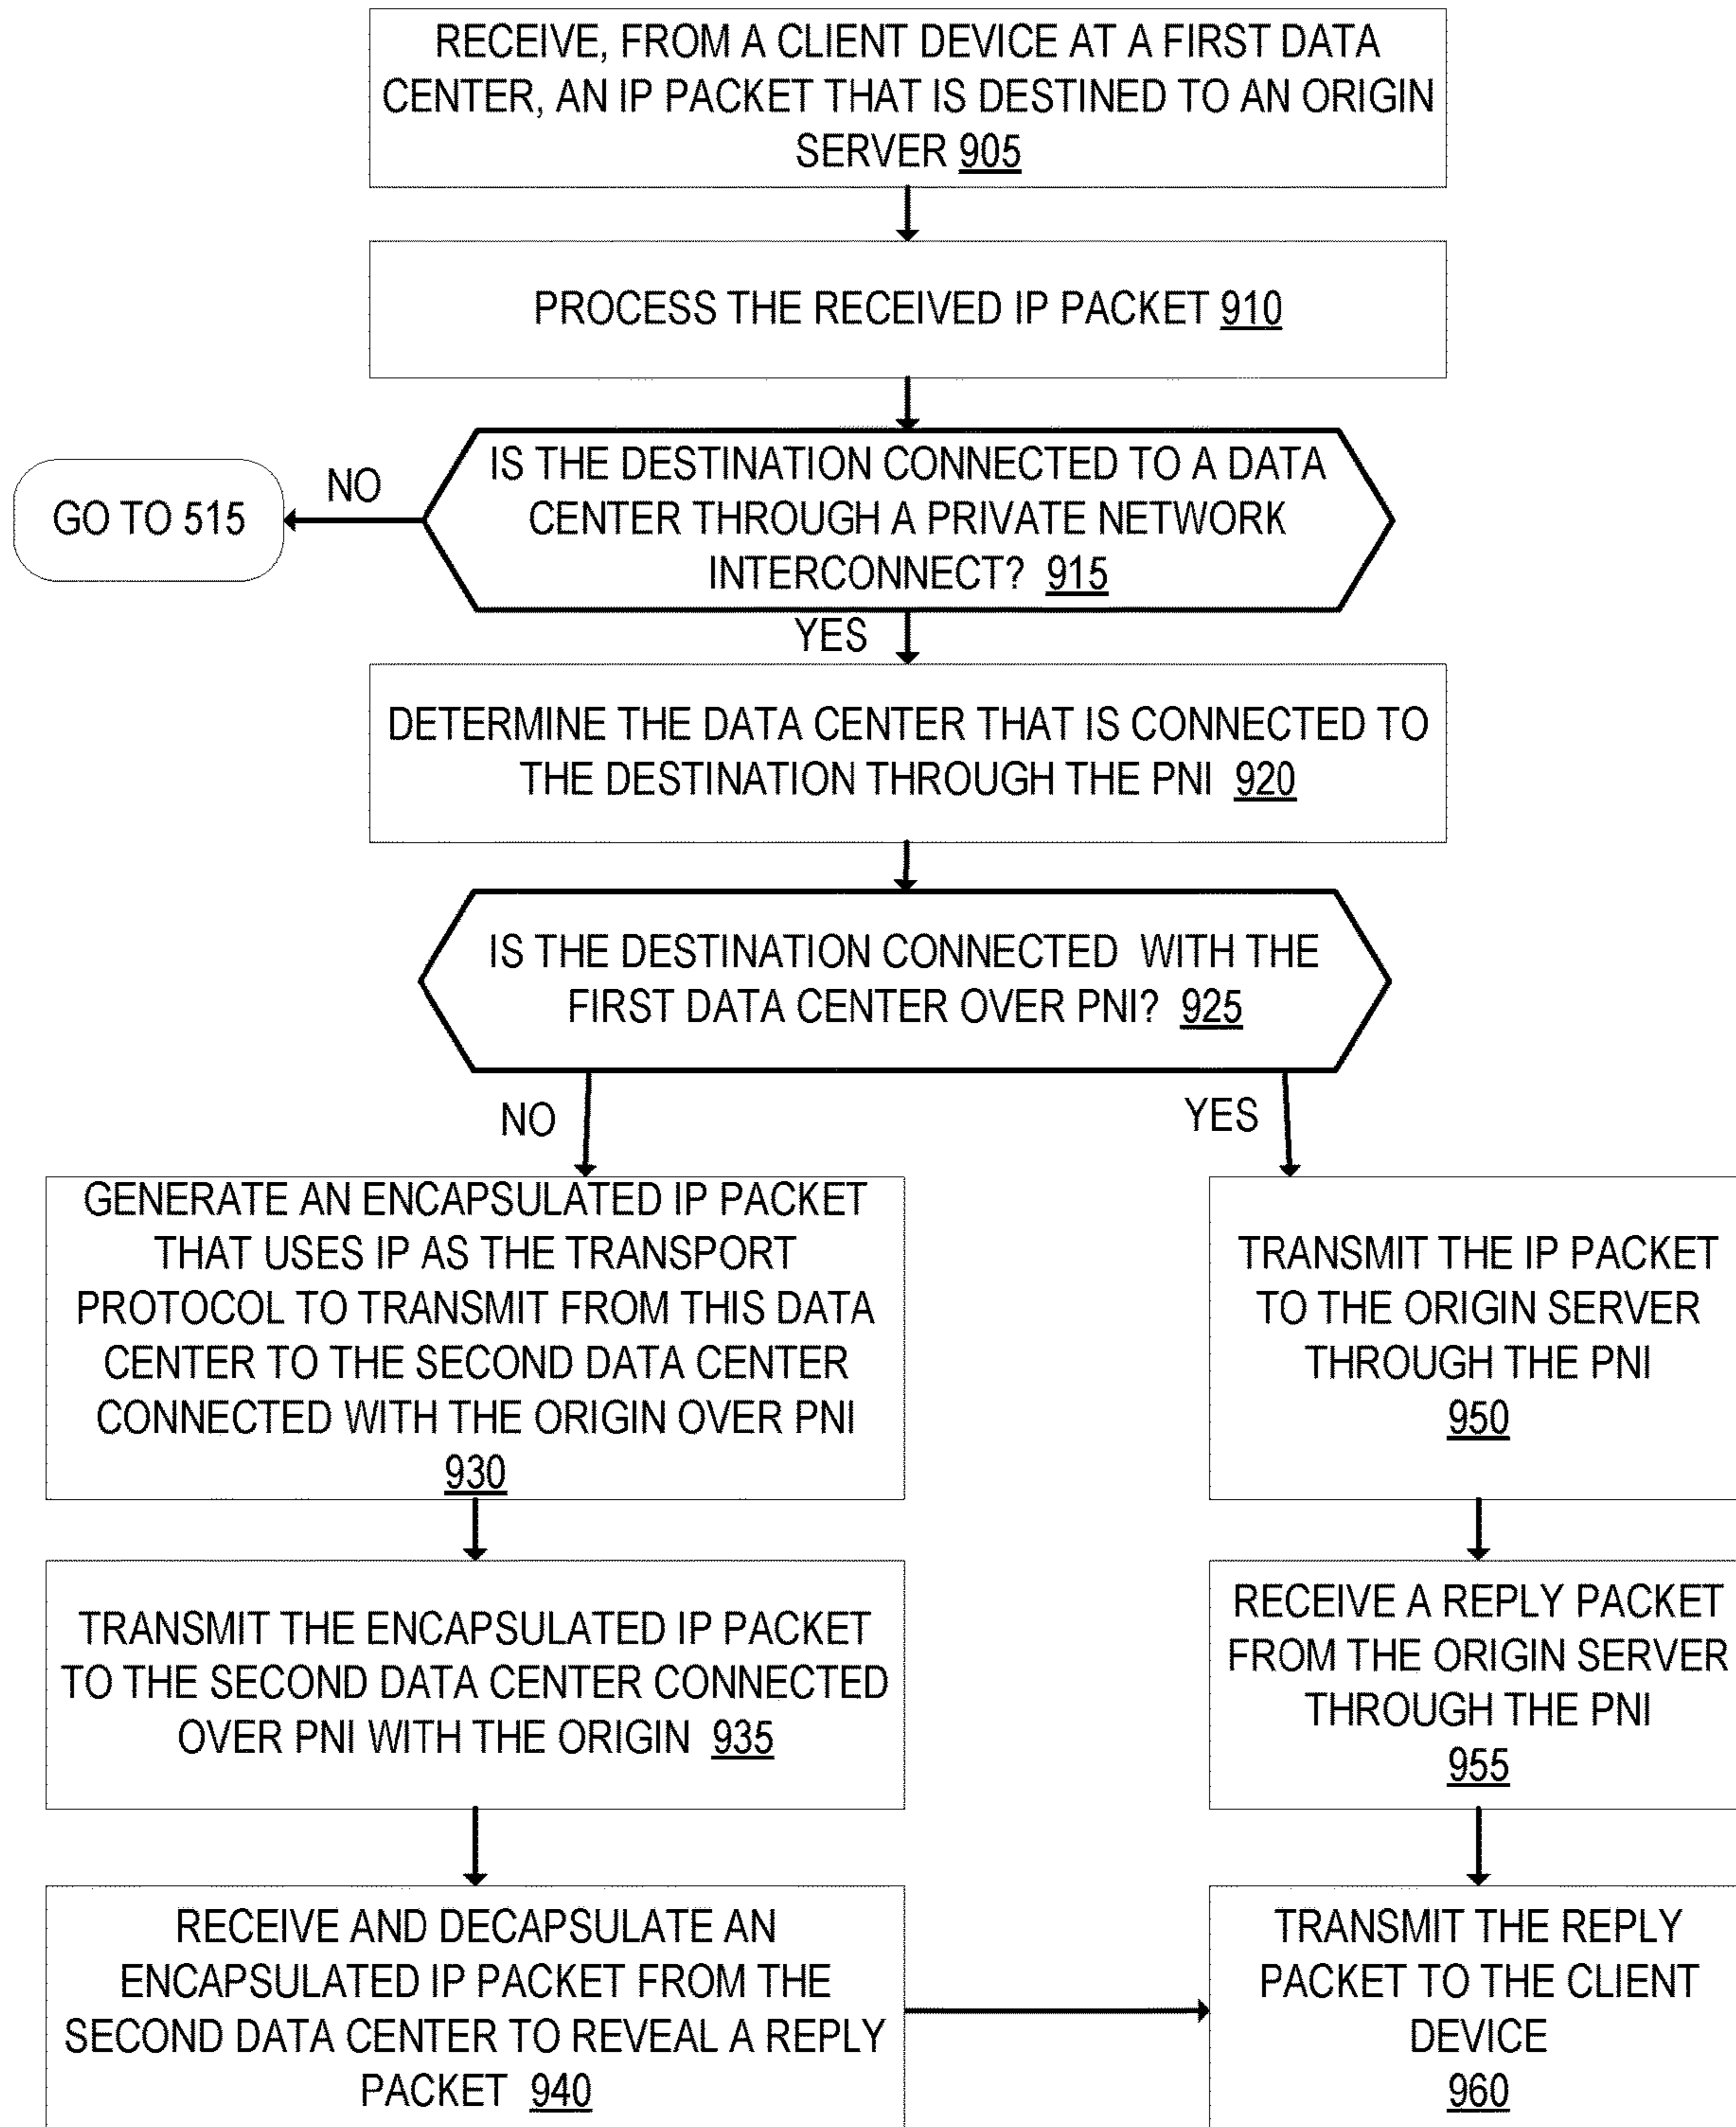 RECEIVE, FROM A CLIENT DEVICE AT A FIRST DATA
CENTER, AN IP PACKET THAT IS DESTINED TO AN ORIGIN
SERVER 905
PROCESS THE RECEIVED IP PACKET 910
IS THE DESTINATION CONNECTED TO A DATA
CENTER THROUGH A PRIVATE NETWORK
INTERCONNECT? 915
NO
GO TO 515
YES
DETERMINE THE DATA CENTER THAT IS CONNECTED TO
THE DESTINATION THROUGH THE PNI 920
IS THE DESTINATION CONNECTED WITH THE
FIRST DATA CENTER OVER PNI? 925
NO
YES
GENERATE AN ENCAPSULATED IP PACKET
THAT USES IP AS THE TRANSPORT
PROTOCOL TO TRANSMIT FROM THIS DATA
CENTER TO THE SECOND DATA CENTER
CONNECTED WITH THE ORIGIN OVER PNI
930
TRANSMIT THE IP PACKET
TO THE ORIGIN SERVER
THROUGH THE PNI
950
TRANSMIT THE ENCAPSULATED IP PACKET
TO THE SECOND DATA CENTER CONNECTED
OVER PNI WITH THE ORIGIN 935
RECEIVE A REPLY PACKET
FROM THE ORIGIN SERVER
THROUGH THE PNI
955
RECEIVE AND DECAPSULATE AN
ENCAPSULATED IP PACKET FROM THE
SECOND DATA CENTER TO REVEAL A REPLY
PACKET 940
TRANSMIT THE REPLY
PACKET TO THE CLIENT
DEVICE
960